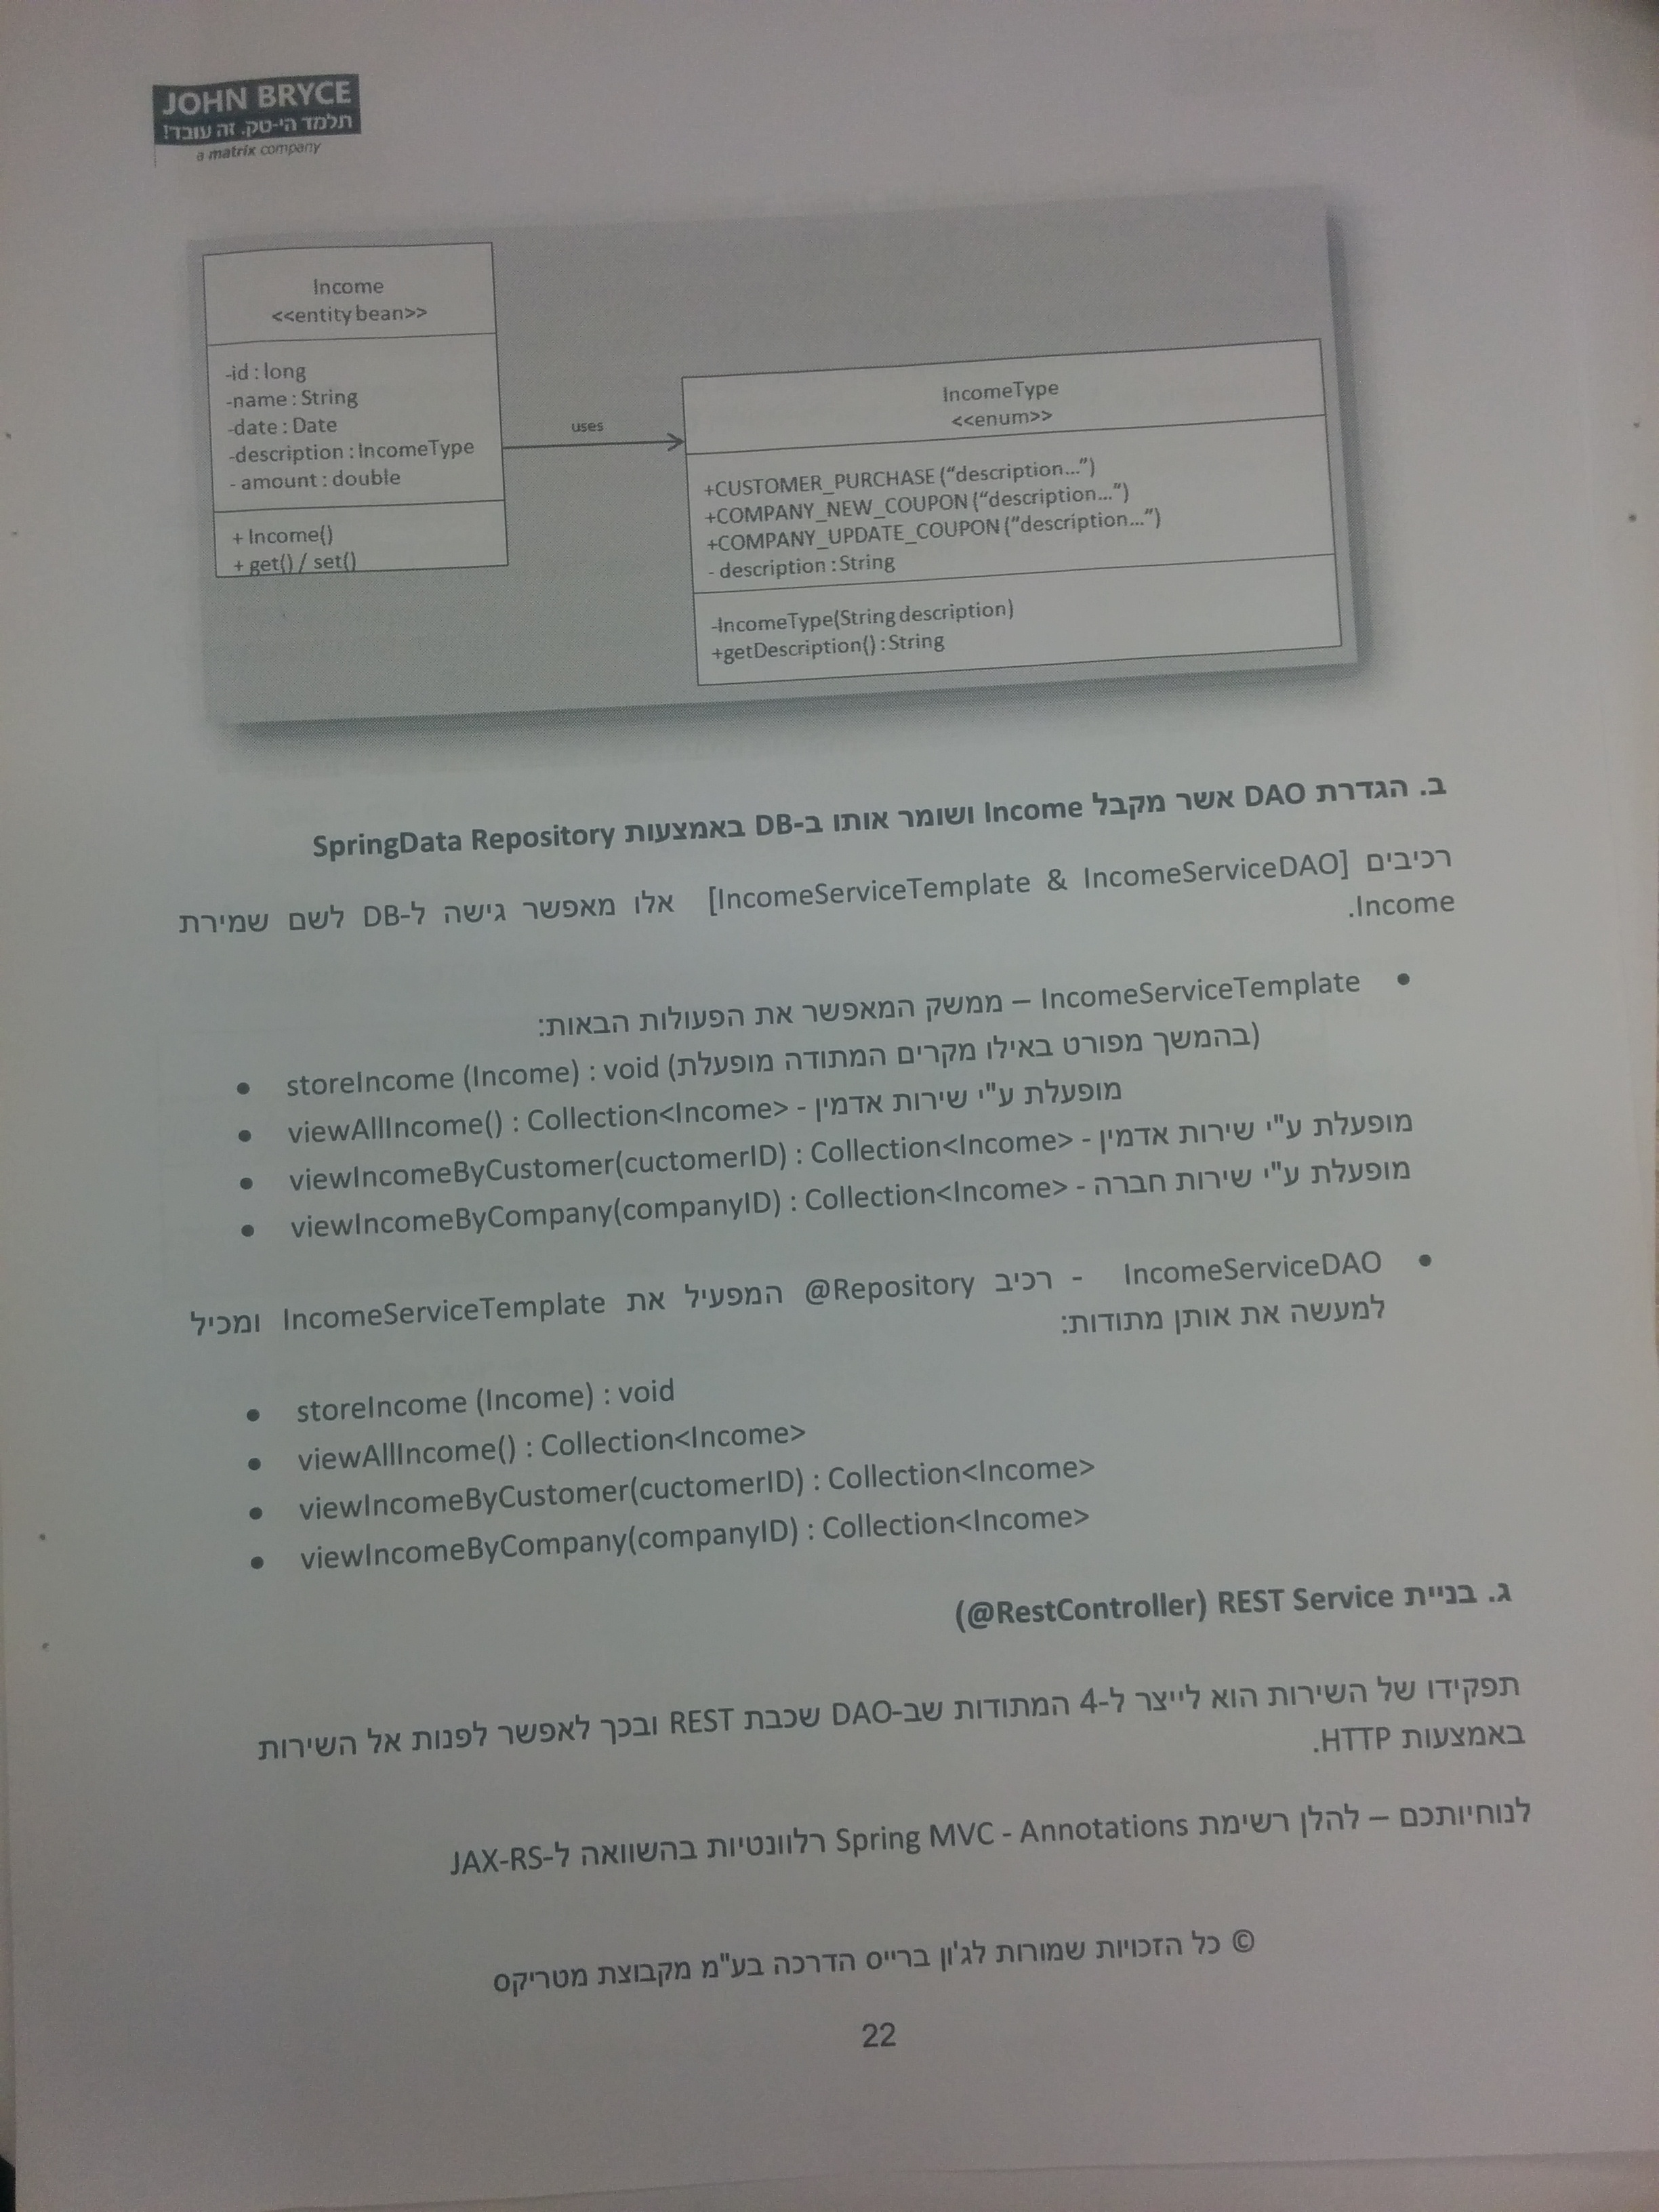 JOHN BRYCE
תלמד הי-טק. זה עובד!
a matrix company
Income
<<entity bean>>
-id : long
-name : String
-date : Date
-description : IncomeType
- amount : double
+ Income()
+ get() / set()
uses
IncomeType
<<enum>>
+CUSTOMER_PURCHASE (“description...”)
+COMPANY_NEW_COUPON (“description...”)
+COMPANY_UPDATE_COUPON (“description...”)
- description : String
-IncomeType(String description)
+getDescription() : String
ב. הגדרת DAO אשר מקבל Income ושומר אותו ב-DB באמצעות SpringData Repository
רכיבים [IncomeServiceTemplate & IncomeServiceDAO] אלו מאפשר גישה ל-DB לשם שמירת
Income.
• IncomeServiceTemplate – ממשק המאפשר את הפעולות הבאות:
• storeIncome (Income) : void (בהמשך מפורט באילו מקרים המתודה מופעלת)
• viewAllIncome() : Collection<Income> - מופעלת ע"י שירות אדמין
• viewIncomeByCustomer(cuctomerID) : Collection<Income> - מופעלת ע"י שירות אדמין
• viewIncomeByCompany(companyID) : Collection<Income> - מופעלת ע"י שירות חברה
• IncomeServiceDAO - רכיב @Repository המפעיל את IncomeServiceTemplate ומכיל
למעשה את אותן מתודות:
• storeIncome (Income) : void
• viewAllIncome() : Collection<Income>
• viewIncomeByCustomer(cuctomerID) : Collection<Income>
• viewIncomeByCompany(companyID) : Collection<Income>
ג. בניית REST Service (@RestController)
תפקידו של השירות הוא לייצר ל-4 המתודות שב-DAO שכבת REST ובכך לאפשר לפנות אל השירות
באמצעות HTTP.
לנוחיותכם – להלן רשימת Spring MVC - Annotations רלוונטיות בהשוואה ל-JAX-RS
© כל הזכויות שמורות לג'ון ברייס הדרכה בע"מ מקבוצת מטריקס
22